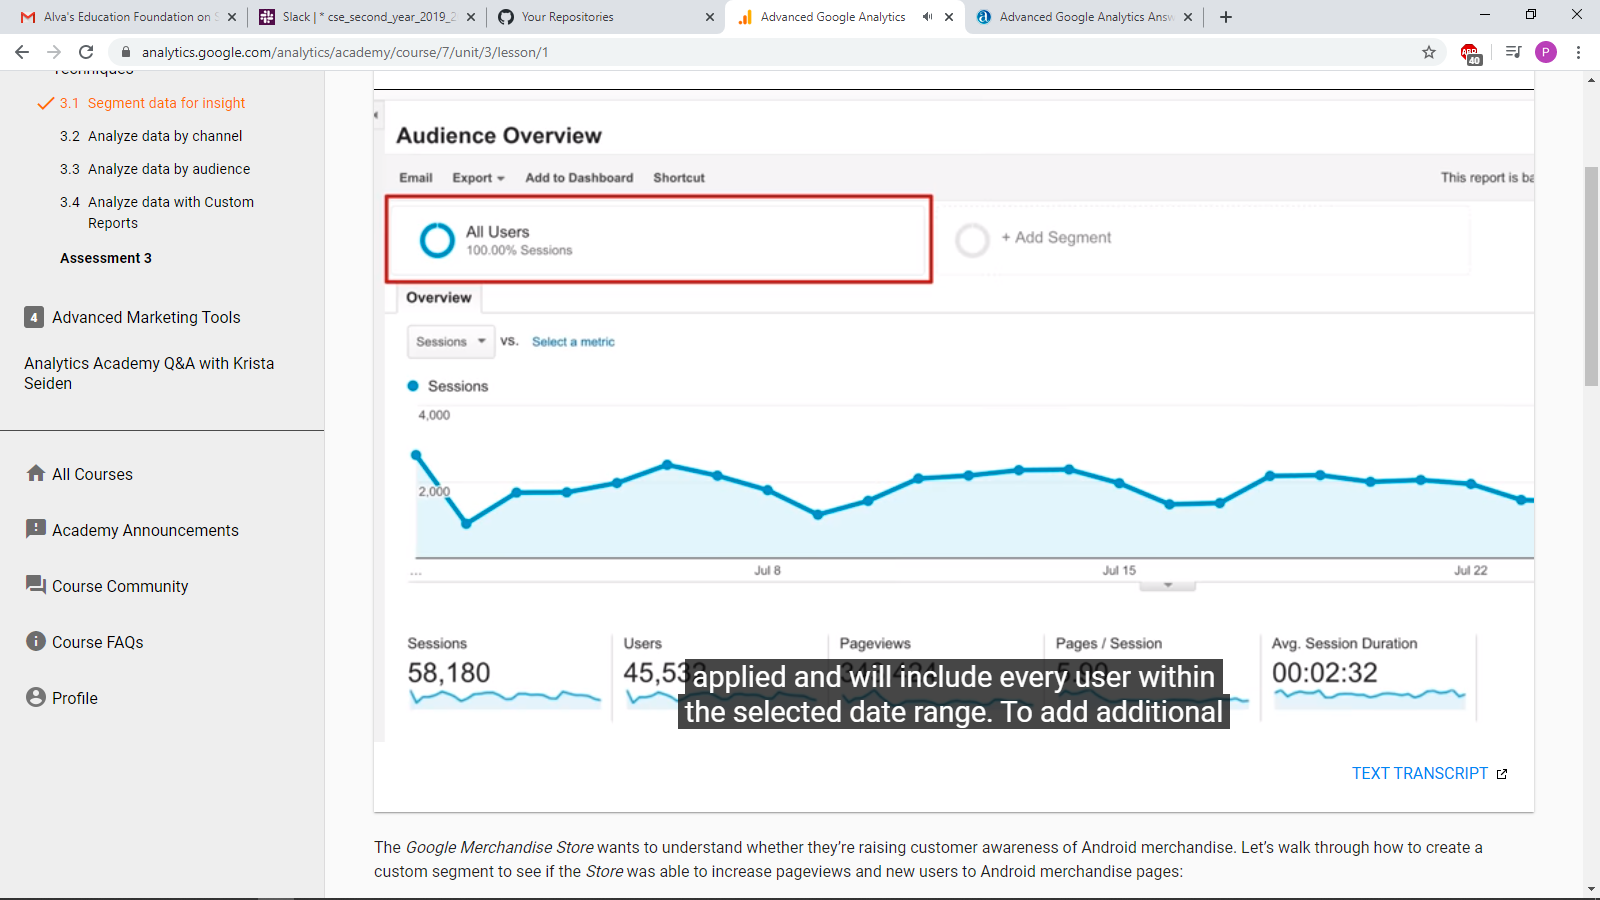 Alva's Education Foundation on S
Slack | * cse_second_year_2019_2
Your Repositories
Advanced Google Analytics
Advanced Google Analytics Answ
analytics.google.com/analytics/academy/course/7/unit/3/lesson/1
40
P
Techniques
3.1 Segment data for insight
3.2 Analyze data by channel
3.3 Analyze data by audience
3.4 Analyze data with Custom
Reports
Assessment 3
4 Advanced Marketing Tools
Analytics Academy Q&A with Krista
Seiden
All Courses
Academy Announcements
Course Community
Course FAQs
Profile
Audience Overview
Email Export Add to Dashboard Shortcut
This report is ba
All Users
100.00% Sessions
+ Add Segment
Overview
Sessions vs. Select a metric
Sessions
4,000
2,000
... Jul 8 Jul 15 Jul 22
Sessions Users Pageviews Pages / Session Avg. Session Duration
58,180 45,532 00:02:32
applied and will include every user within
the selected date range. To add additional
TEXT TRANSCRIPT
The Google Merchandise Store wants to understand whether they're raising customer awareness of Android merchandise. Let's walk through how to create a
custom segment to see if the Store was able to increase pageviews and new users to Android merchandise pages: